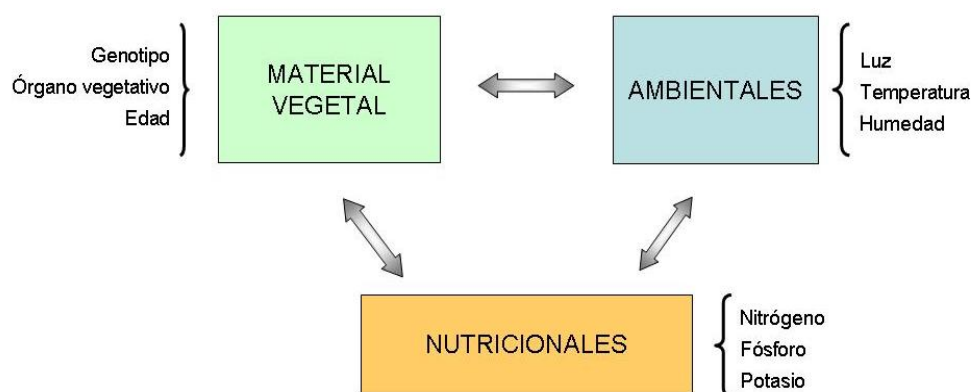 Genotipo
Órgano vegetativo
Edad
MATERIAL
VEGETAL
AMBIENTALES
Luz
Temperatura
Humedad
NUTRICIONALES
Nitrógeno
Fósforo
Potasio